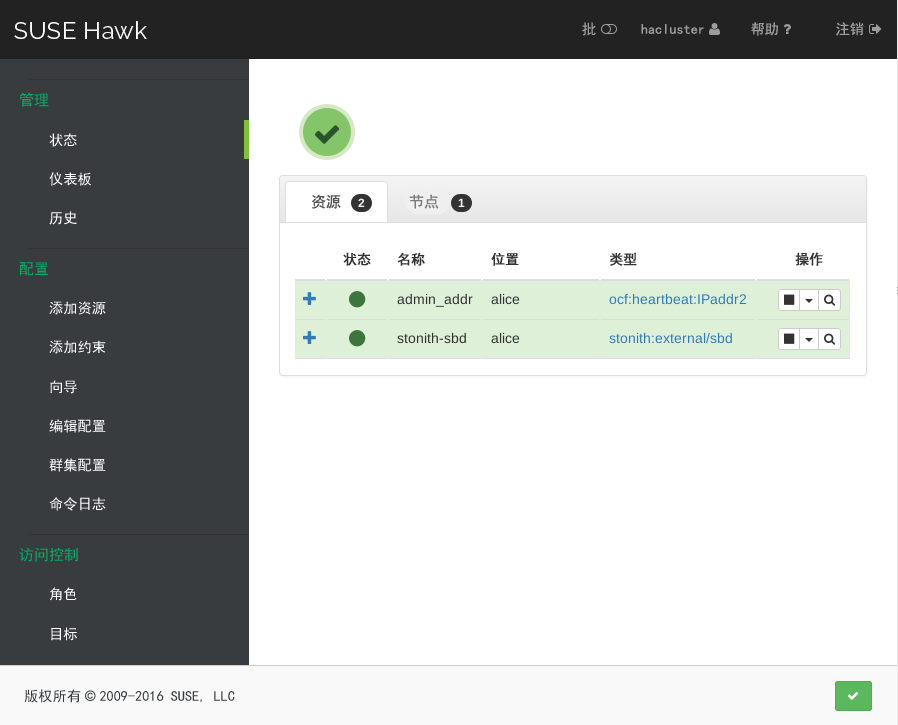 SUSE Hawk 批 hacluster 帮助 ? 注销
管理
状态
仪表板
历史
配置
添加资源
添加约束
向导
编辑配置
群集配置
命令日志
访问控制
角色
目标
资源 2 节点 1
状态 名称 位置 类型 操作
admin_addr alice ocf:heartbeat:IPaddr2
stonith-sbd alice stonith:external/sbd
版权所有 © 2009-2016 SUSE, LLC